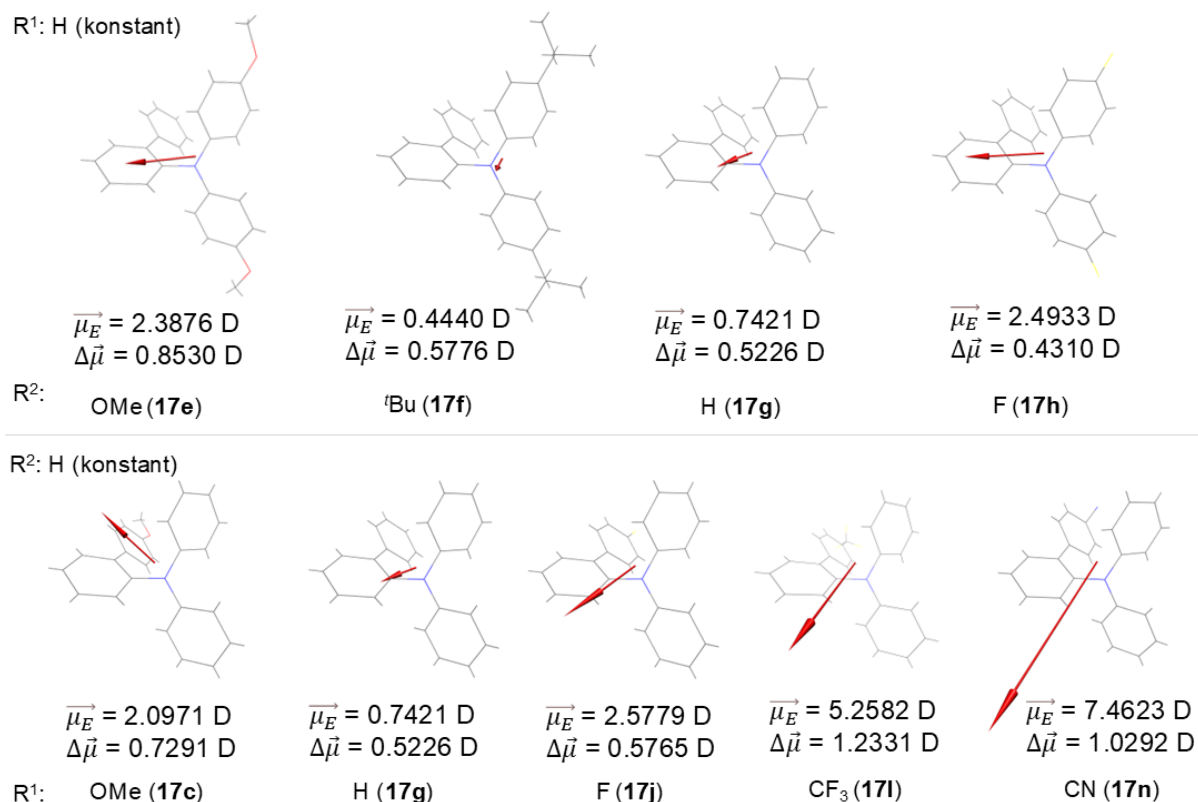 R¹: H (konstant)
μ_E = 2.3876 D
Δμ = 0.8530 D
μ_E = 0.4440 D
Δμ = 0.5776 D
μ_E = 0.7421 D
Δμ = 0.5226 D
μ_E = 2.4933 D
Δμ = 0.4310 D
R²: OMe (17e) ᵗBu (17f) H (17g) F (17h)
R²: H (konstant)
μ_E = 2.0971 D
Δμ = 0.7291 D
μ_E = 0.7421 D
Δμ = 0.5226 D
μ_E = 2.5779 D
Δμ = 0.5765 D
μ_E = 5.2582 D
Δμ = 1.2331 D
μ_E = 7.4623 D
Δμ = 1.0292 D
R¹: OMe (17c) H (17g) F (17j) CF₃ (17l) CN (17n)